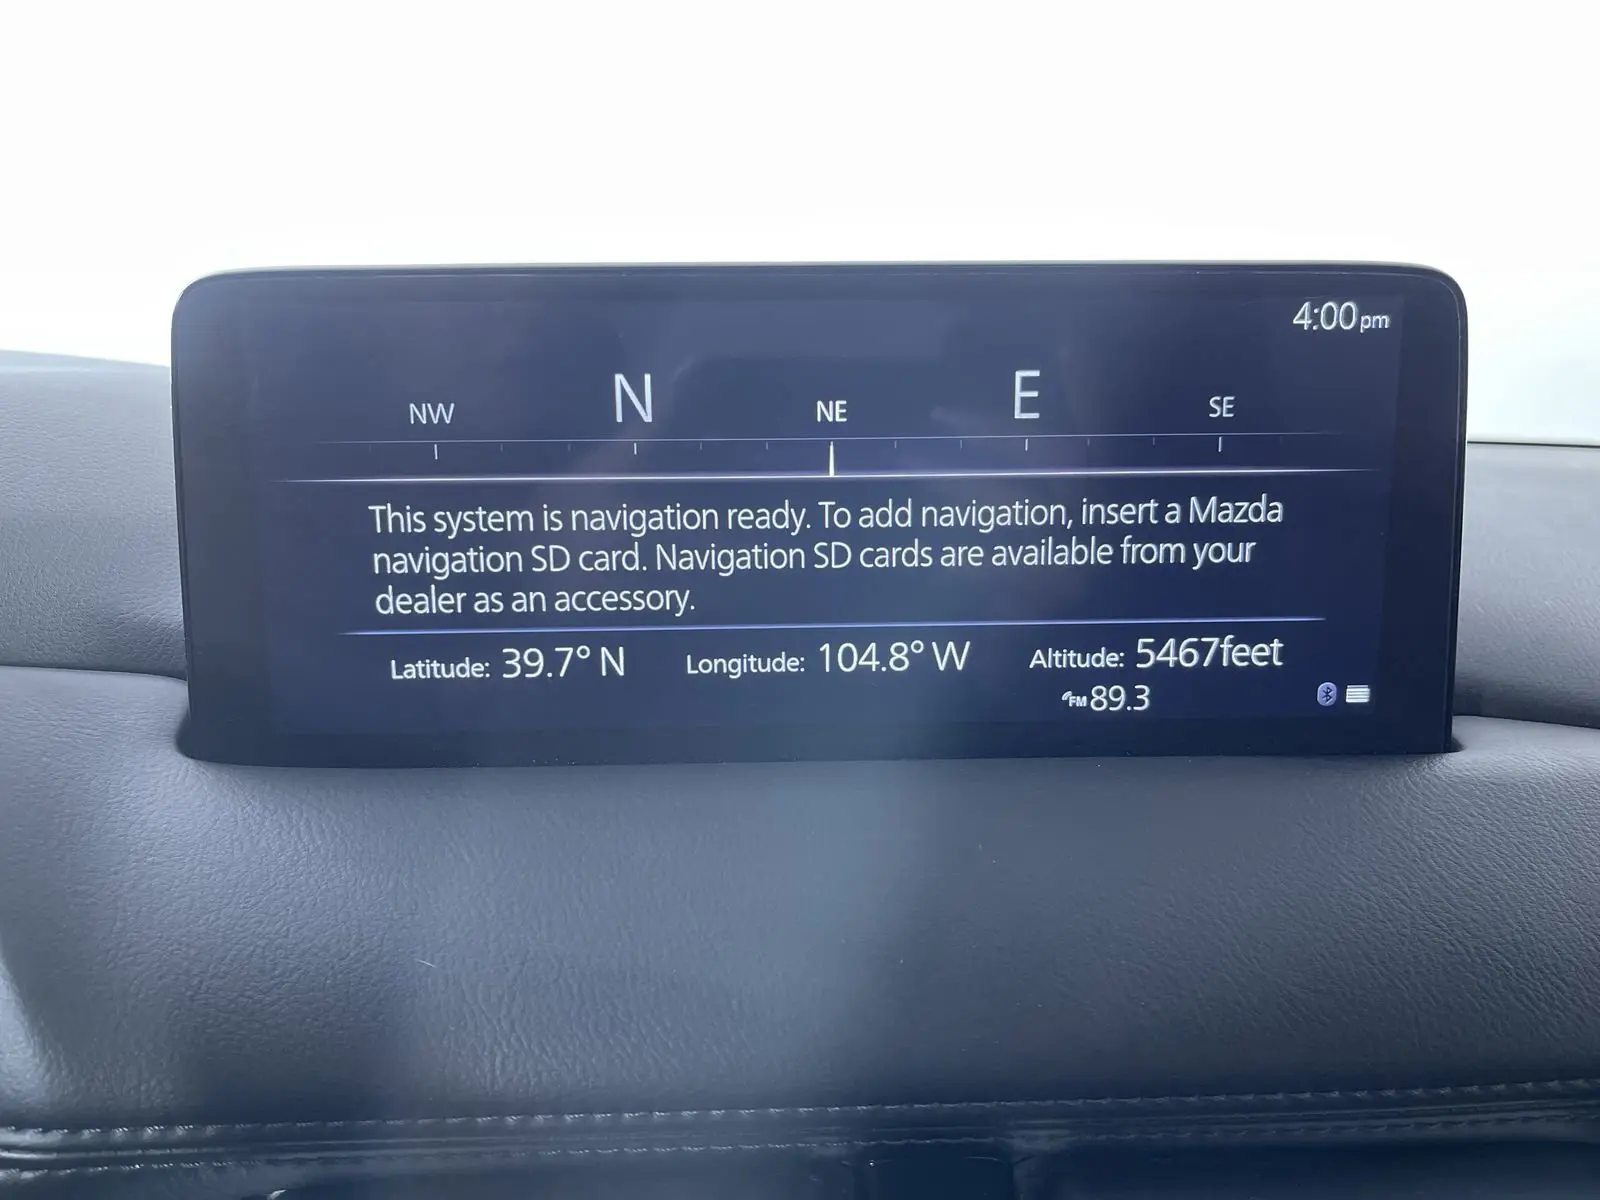 4:00pm
NW N NE E SE
This system is navigation ready. To add navigation, insert a Mazda
navigation SD card. Navigation SD cards are available from your
dealer as an accessory.
Latitude: 39.7° N Longitude: 104.8° W Altitude: 5467feet
FM 89.3